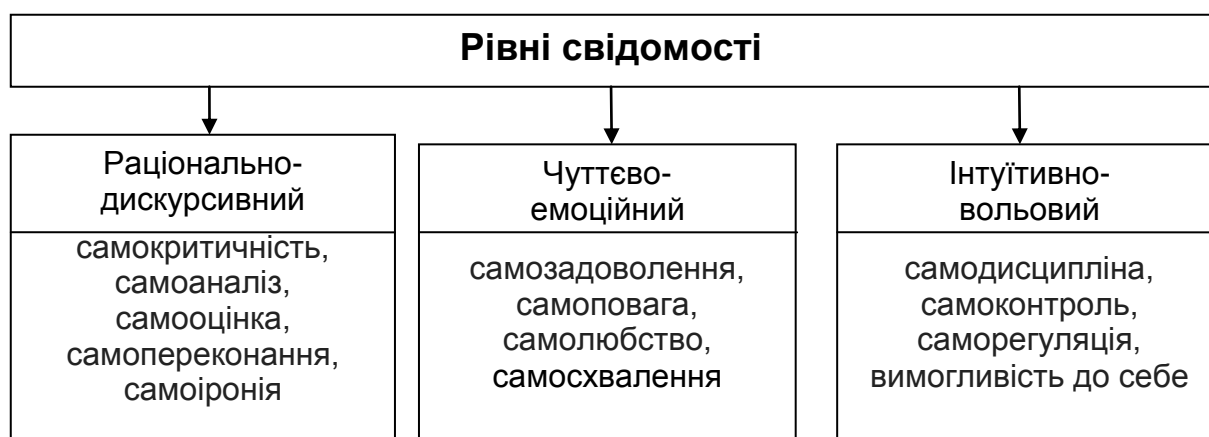 Рівні свідомості
Раціонально-
дискурсивний
самокритичність,
самоаналіз,
самооцінка,
самопереконання,
самоіронія
Чуттєво-
емоційний
самозадоволення,
самоповага,
самолюбство,
самосхвалення
Інтуїтивно-
вольовий
самодисципліна,
самоконтроль,
саморегуляція,
вимогливість до себе